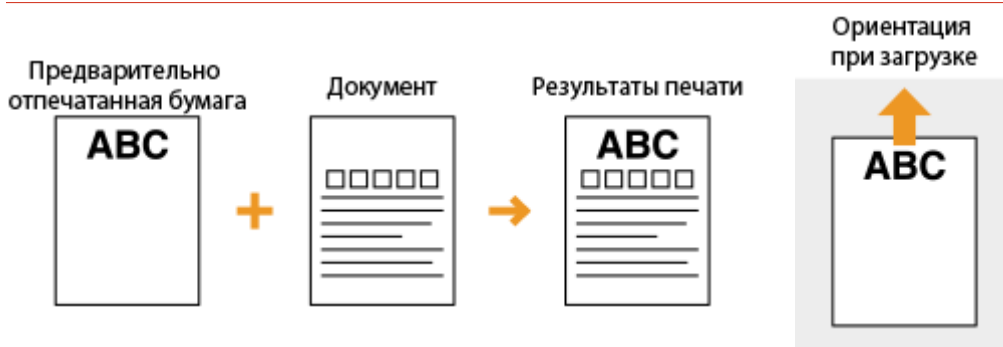 Предварительно
отпечатанная бумага
ABC
Документ
Результаты печати
ABC
Ориентация
при загрузке
ABC